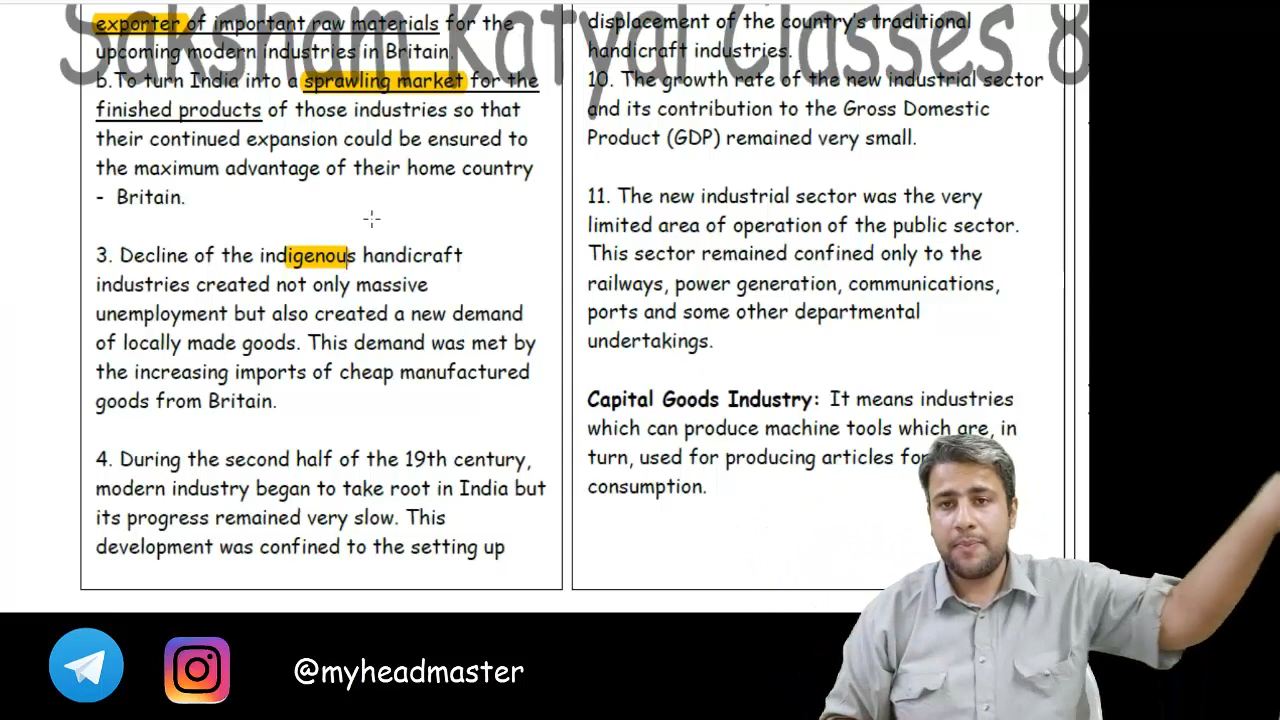 Saksham Katyal Classes 8
exporter of important raw materials for the
upcoming modern industries in Britain.
b.To turn India into a sprawling market for the
finished products of those industries so that
their continued expansion could be ensured to
the maximum advantage of their home country
- Britain.
3. Decline of the indigenous handicraft
industries created not only massive
unemployment but also created a new demand
of locally made goods. This demand was met by
the increasing imports of cheap manufactured
goods from Britain.
4. During the second half of the 19th century,
modern industry began to take root in India but
its progress remained very slow. This
development was confined to the setting up
displacement of the country's traditional
handicraft industries.
10. The growth rate of the new industrial sector
and its contribution to the Gross Domestic
Product (GDP) remained very small.
11. The new industrial sector was the very
limited area of operation of the public sector.
This sector remained confined only to the
railways, power generation, communications,
ports and some other departmental
undertakings.
Capital Goods Industry: It means industries
which can produce machine tools which are, in
turn, used for producing articles for
consumption.
@myheadmaster